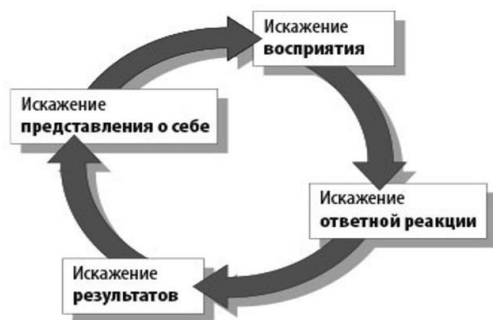 Искажение
восприятия
Искажение
представления о себе
Искажение
ответной реакции
Искажение
результатов